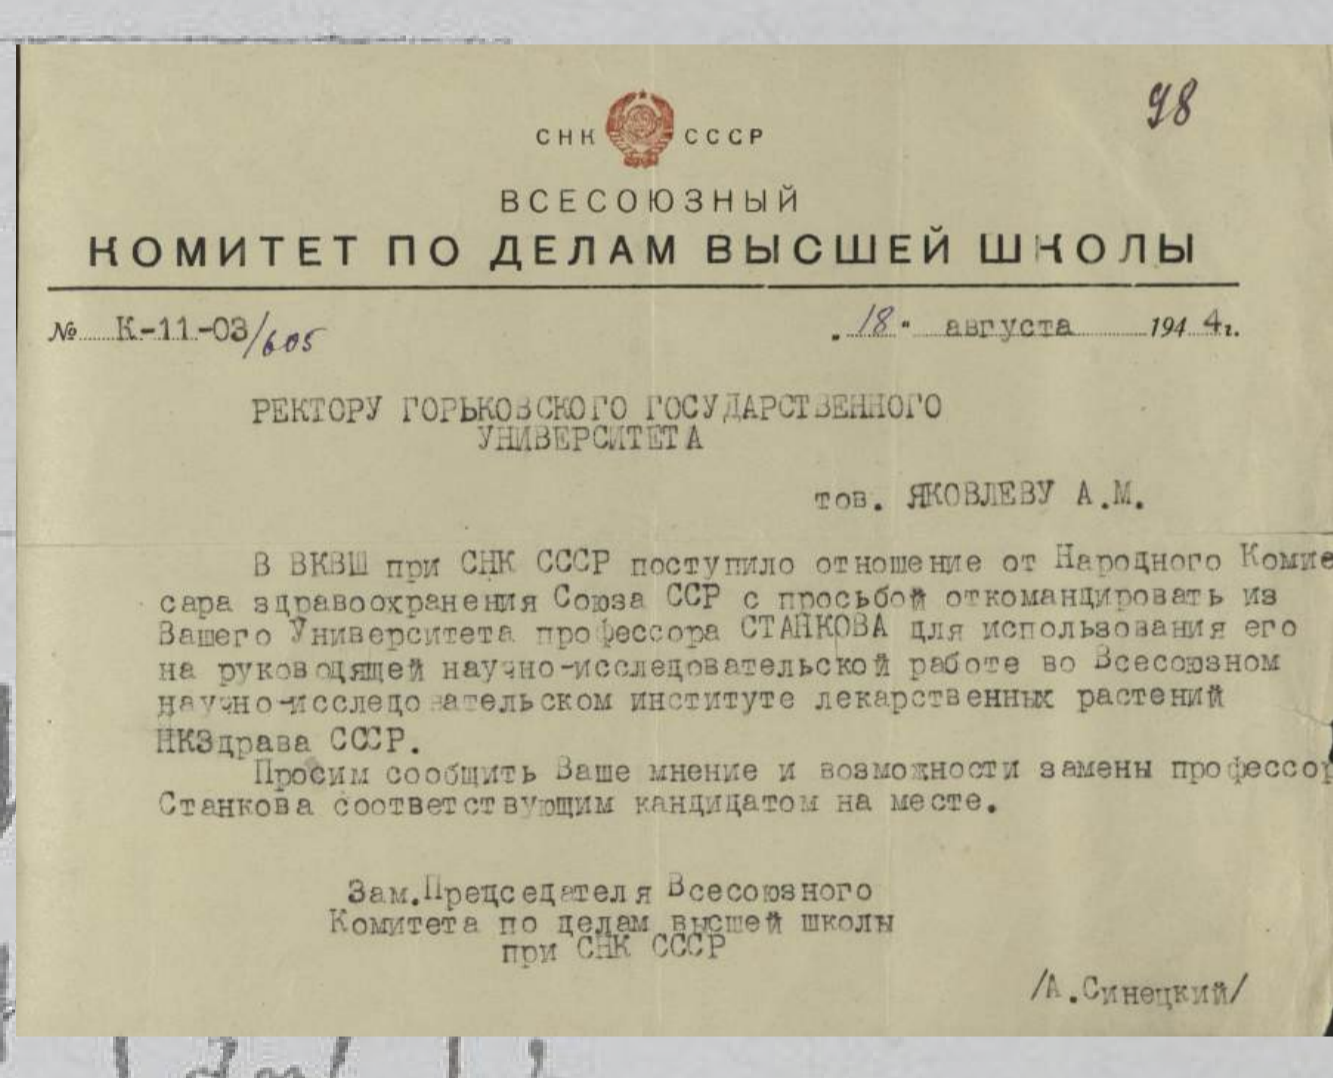 98
СНК СССР
ВСЕСОЮЗНЫЙ
КОМИТЕТ ПО ДЕЛАМ ВЫСШЕЙ ШКОЛЫ
№ К-11-03/605 „18“ августа 1944г.
РЕКТОРУ ГОРЬКОВСКОГО ГОСУДАРСТВЕННОГО
УНИВЕРСИТЕТА
тов. ЯКОВЛЕВУ А.М.
В ВКВШ при СНК СССР поступило отношение от Народного Комис
сара здравоохранения Союза ССР с просьбой откомандировать из
Вашего Университета профессора СТАНКОВА для использования его
на руководящей научно-исследовательской работе во Всесоюзном
научно-исследовательском институте лекарственных растений
НКЗдрава СССР.
Просим сообщить Ваше мнение и возможности замены профессор
Станкова соответствующим кандидатом на месте.
Зам.Председателя Всесоюзного
Комитета по делам высшей школы
при СНК СССР
/А.Синецкий/